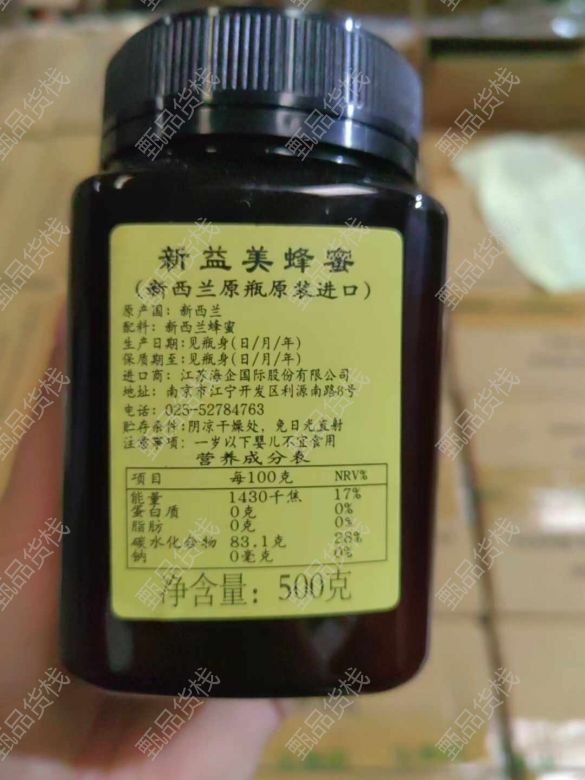 新益美蜂蜜
(新西兰原瓶原装进口)
原产国: 新西兰
配料: 新西兰蜂蜜
生产日期:见瓶身(日/月/年)
保质期至:见瓶身(日/月/年)
进口商: 江苏海企国际股份有限公司
地址: 南京市江宁开发区利源南路8号
电话: 025-52784763
贮存条件:阴凉干燥处, 免日光直射
注意事项: 一岁以下婴儿不宜食用
营养成分表
项目 每100克 NRV%
能量 1430千焦 17%
蛋白质 0克 0%
脂肪 0克 0%
碳水化合物 83.1克 28%
钠 0毫克 0%
净含量: 500克
甄品货栈